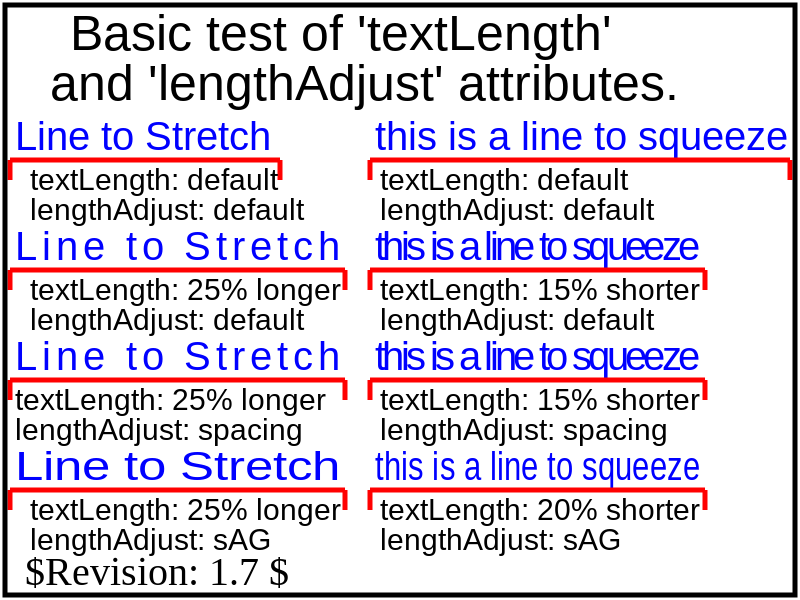 Basic test of 'textLength'
and 'lengthAdjust' attributes.
Line to Stretch
textLength: default
lengthAdjust: default
this is a line to squeeze
textLength: default
lengthAdjust: default
Line to Stretch
textLength: 25% longer
lengthAdjust: default
this is a line to squeeze
textLength: 15% shorter
lengthAdjust: default
Line to Stretch
textLength: 25% longer
lengthAdjust: spacing
this is a line to squeeze
textLength: 15% shorter
lengthAdjust: spacing
Line to Stretch
textLength: 25% longer
lengthAdjust: sAG
this is a line to squeeze
textLength: 20% shorter
lengthAdjust: sAG
$Revision: 1.7 $